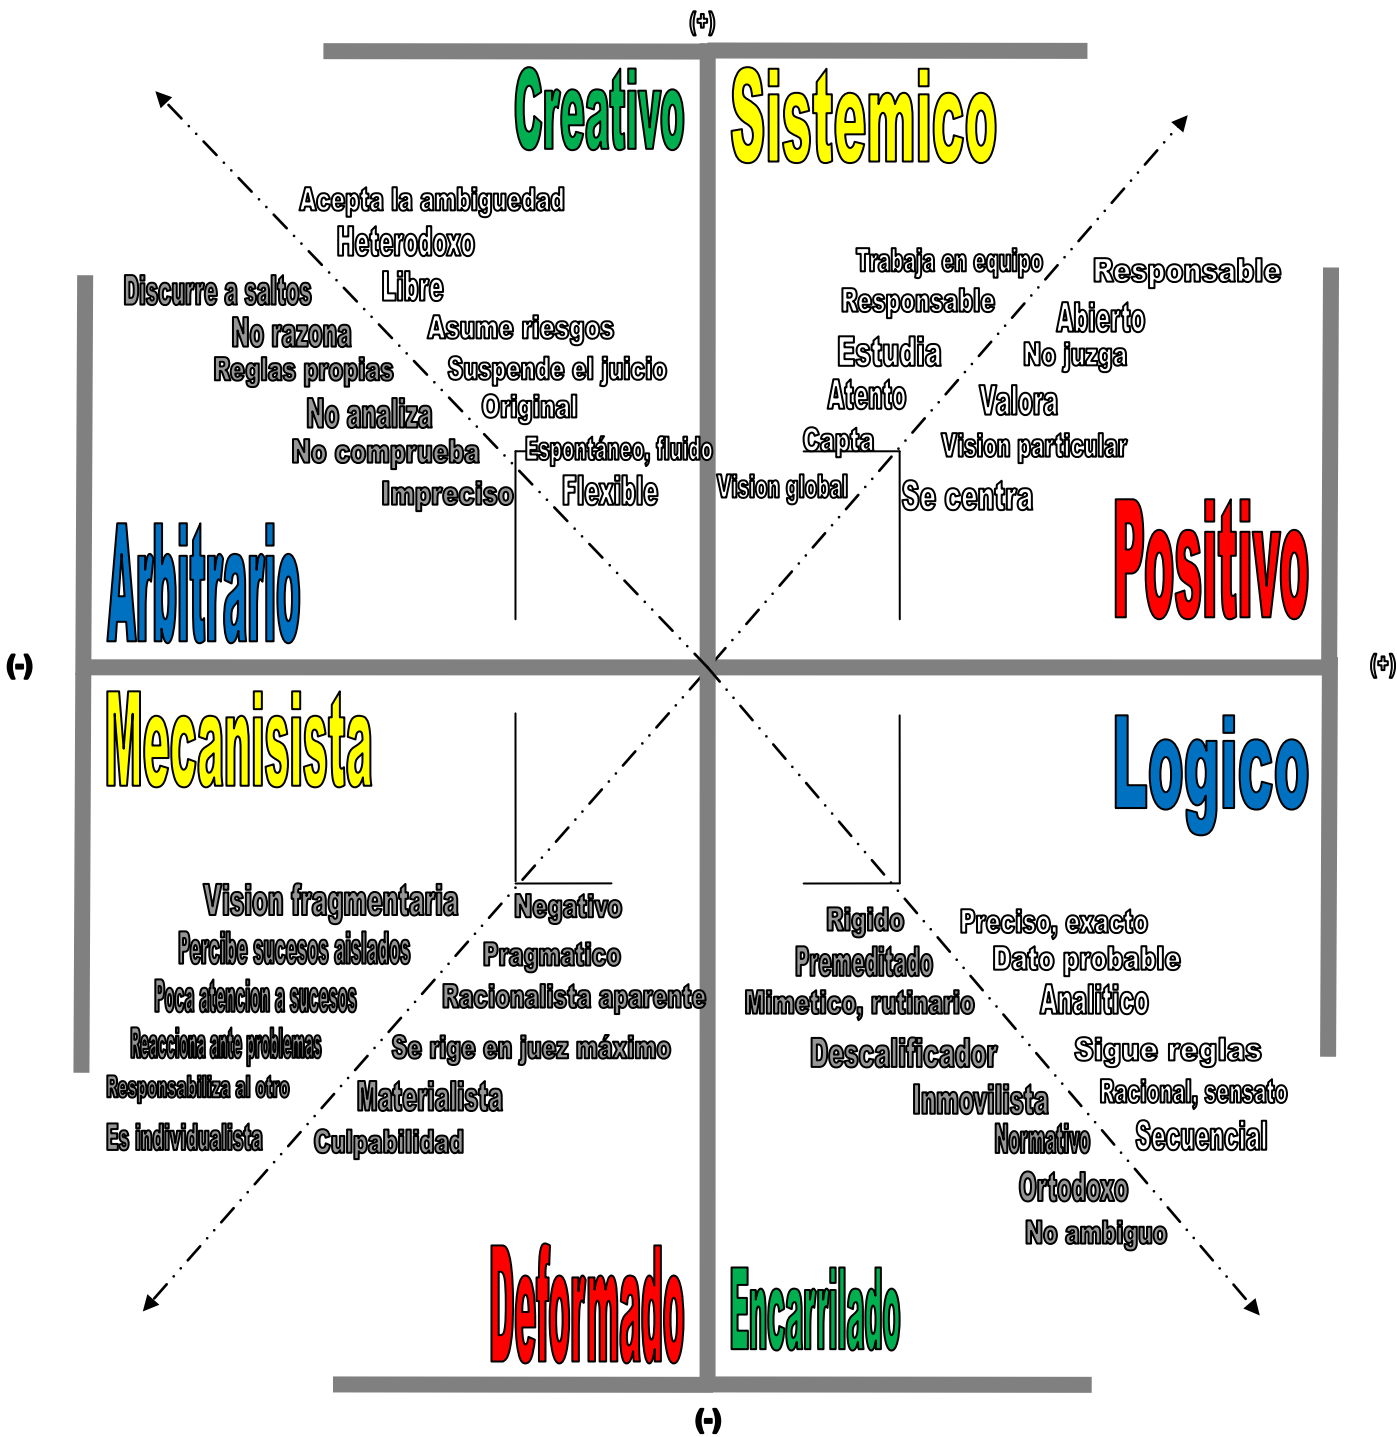 (+)
Creativo
Sistemico
Acepta la ambiguedad
Heterodoxo
Libre
Asume riesgos
Suspende el juicio
Original
Espontáneo, fluido
Flexible
Discurre a saltos
No razona
Reglas propias
No analiza
No comprueba
Impreciso
Arbitrario
Trabaja en equipo
Responsable
Estudia
Atento
Capta
Vision global
Responsable
Abierto
No juzga
Valora
Vision particular
Se centra
Positivo
(-)
(+)
Mecanisista
Logico
Vision fragmentaria
Percibe sucesos aislados
Poca atencion a sucesos
Reacciona ante problemas
Responsabiliza al otro
Es individualista
Negativo
Pragmatico
Racionalista aparente
Se rige en juez máximo
Materialista
Culpabilidad
Deformado
Rigido
Premeditado
Mimetico, rutinario
Descalificador
Inmovilista
Normativo
Ortodoxo
No ambiguo
Preciso, exacto
Dato probable
Analitico
Sigue reglas
Racional, sensato
Secuencial
Encarrilado
(-)